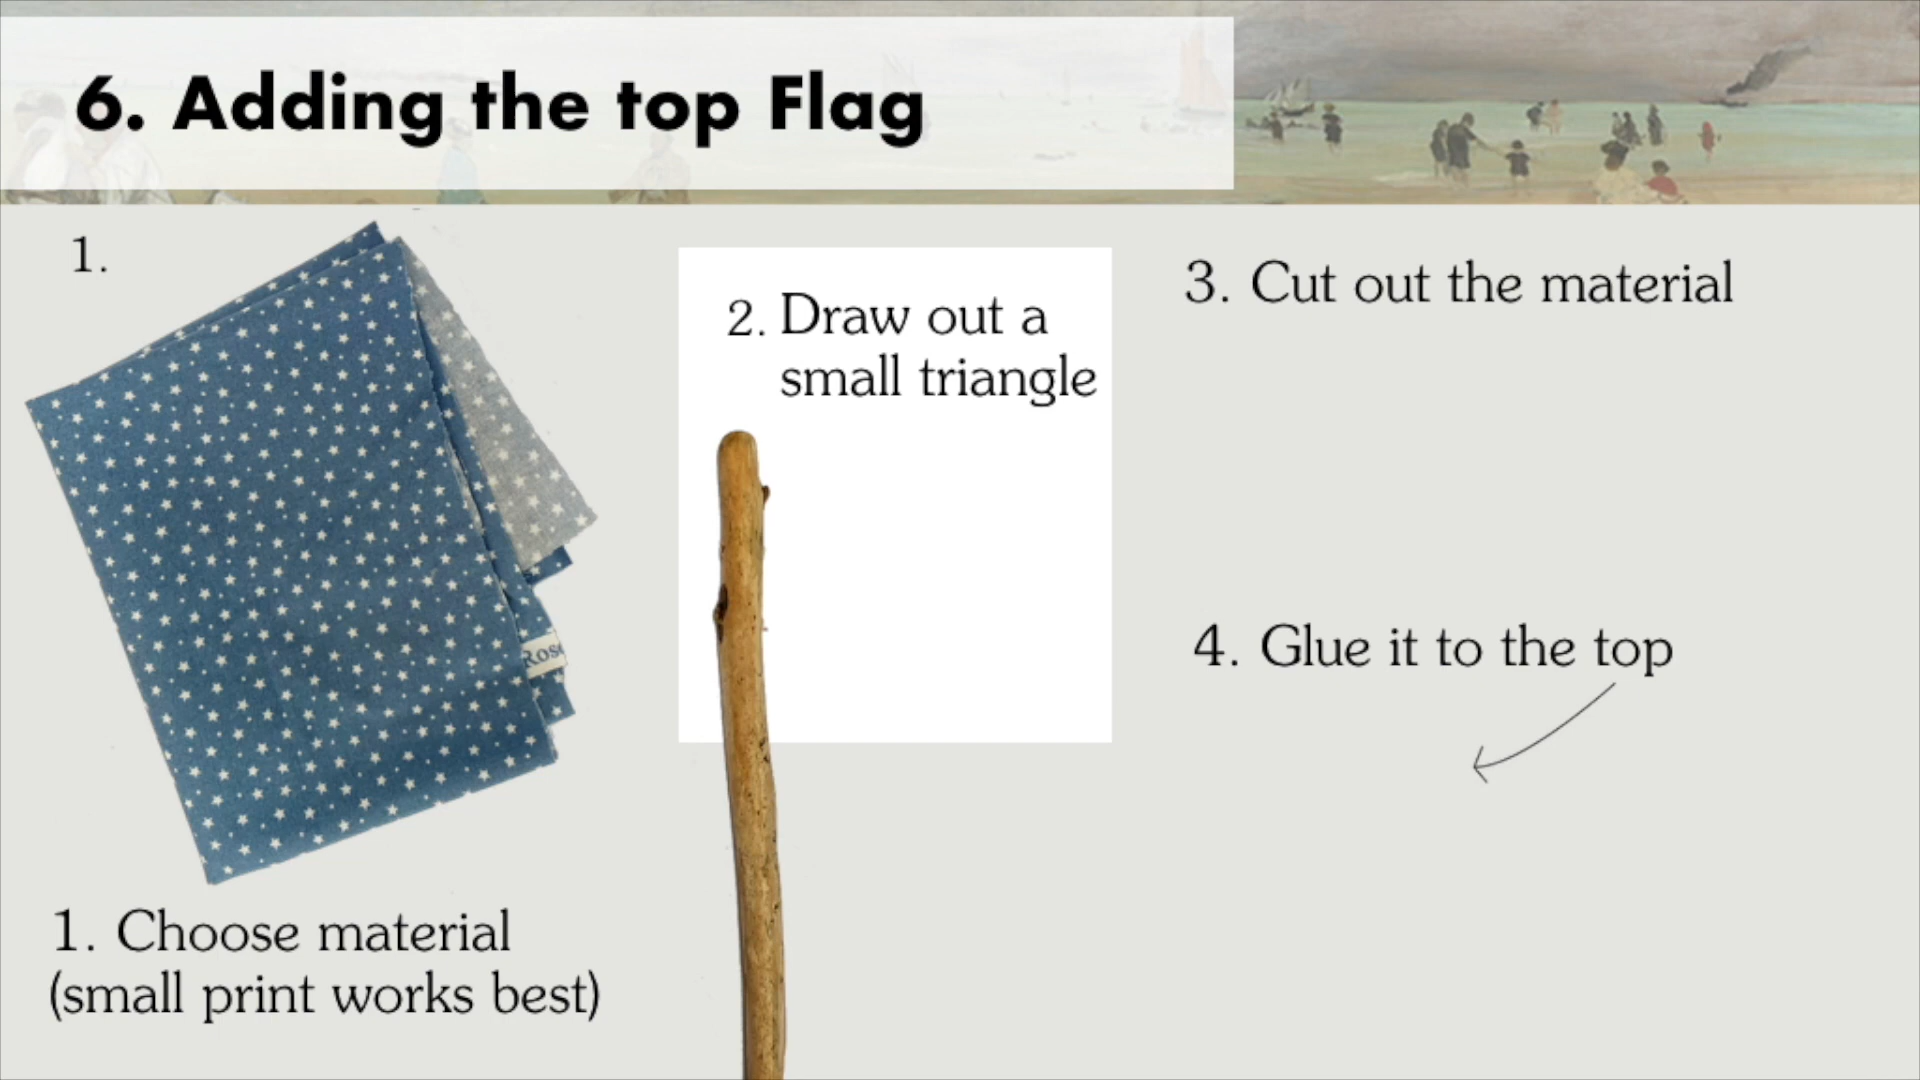 6. Adding the top Flag
1.
1. Choose material
(small print works best)
2. Draw out a
small triangle
3. Cut out the material
4. Glue it to the top